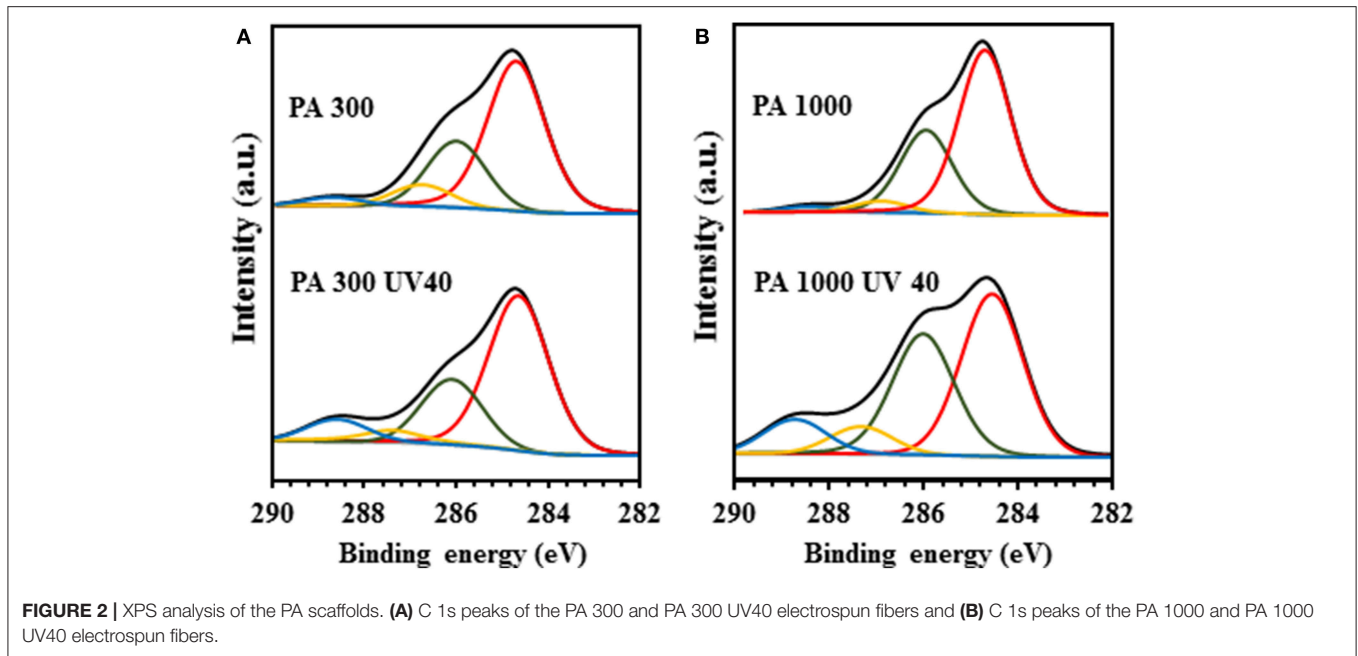 A
PA 300
PA 300 UV40
Intensity (a.u.)
290 288 286 284 282
Binding energy (eV)
B
PA 1000
PA 1000 UV 40
Intensity (a.u.)
290 288 286 284 282
Binding energy (eV)
FIGURE 2 | XPS analysis of the PA scaffolds. (A) C 1s peaks of the PA 300 and PA 300 UV40 electrospun fibers and (B) C 1s peaks of the PA 1000 and PA 1000
UV40 electrospun fibers.